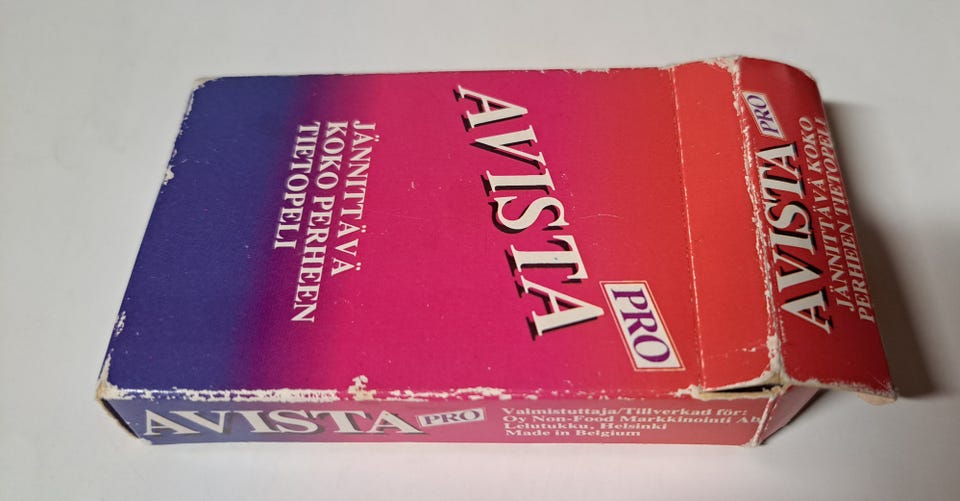 AVISTA
PRO
JÄNNITTÄVÄ
KOKO PERHEEN
TIETOPELI
AVISTA PRO
JÄNNITTÄVÄ KOKO
PERHEEN TIETOPELI
AVISTA PRO
Valmistuttaja/Tillverkad för:
Oy Non-Food Markkinointi Ab
Lelutukku, Helsinki
Made in Belgium